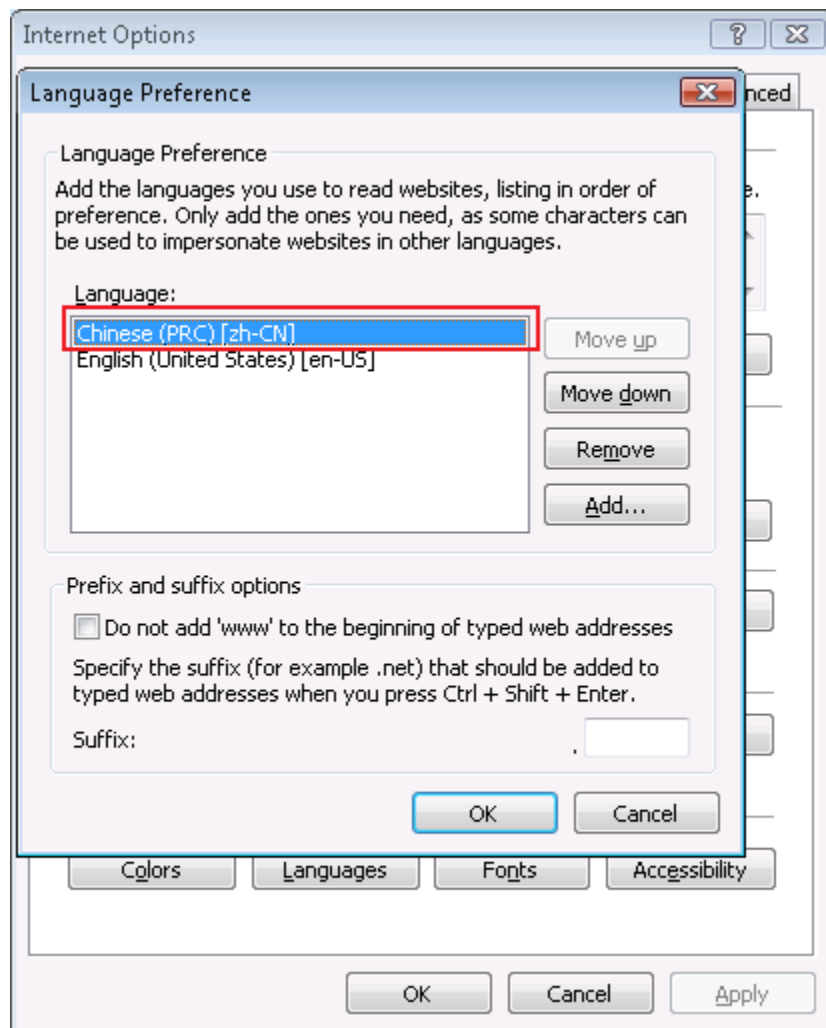 Internet Options
Language Preference
nced
Language Preference
Add the languages you use to read websites, listing in order of
preference. Only add the ones you need, as some characters can
be used to impersonate websites in other languages.
e.
Language:
Chinese (PRC) [zh-CN]
English (United States) [en-US]
Move up
Move down
Remove
Add...
Prefix and suffix options
Do not add 'www' to the beginning of typed web addresses
Specify the suffix (for example .net) that should be added to
typed web addresses when you press Ctrl + Shift + Enter.
Suffix:
.
OK
Cancel
Colors
Languages
Fonts
Accessibility
OK
Cancel
Apply